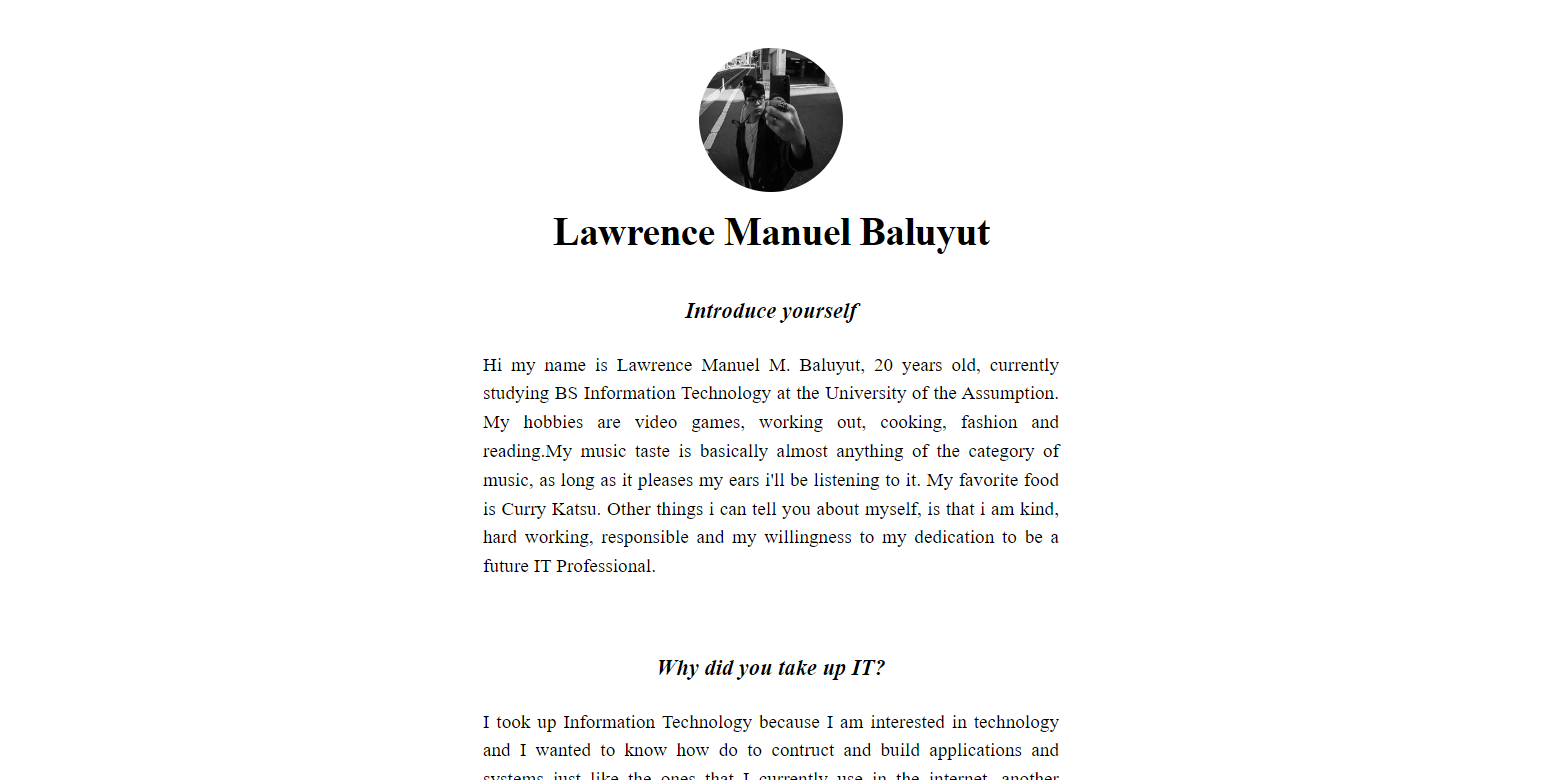 Lawrence Manuel Baluyut
Introduce yourself
Hi my name is Lawrence Manuel M. Baluyut, 20 years old, currently
studying BS Information Technology at the University of the Assumption.
My hobbies are video games, working out, cooking, fashion and
reading.My music taste is basically almost anything of the category of
music, as long as it pleases my ears i'll be listening to it. My favorite food
is Curry Katsu. Other things i can tell you about myself, is that i am kind,
hard working, responsible and my willingness to my dedication to be a
future IT Professional.
Why did you take up IT?
I took up Information Technology because I am interested in technology
and I wanted to know how do to contruct and build applications and
systems just like the ones that I currently use in the internet, another